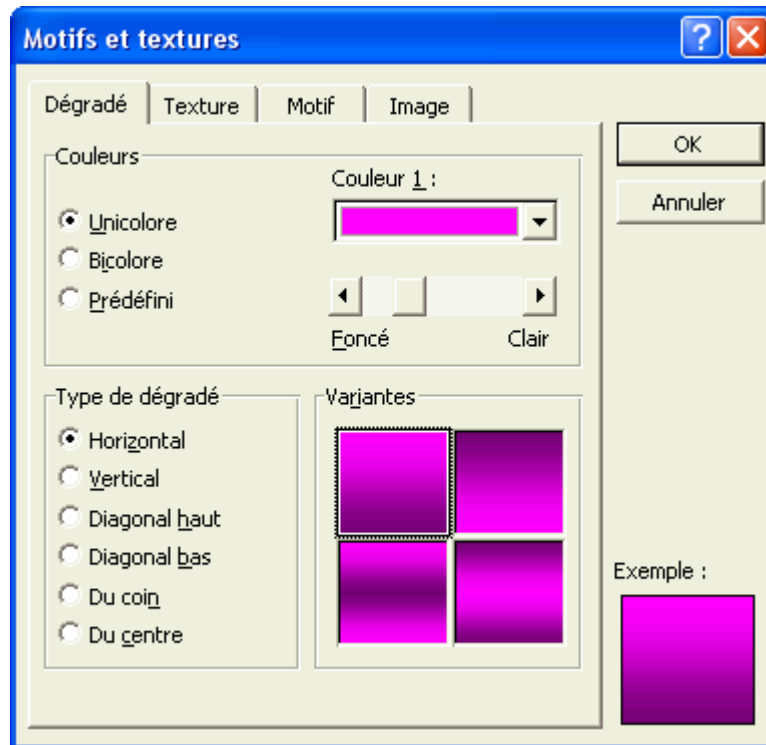 Motifs et textures
Dégradé Texture Motif Image
Couleurs
Couleur 1 :
Unicolore
Bicolore
Prédéfini
Foncé Clair
OK
Annuler
Type de dégradé
Horizontal
Vertical
Diagonal haut
Diagonal bas
Du coin
Du centre
Variantes
Exemple :